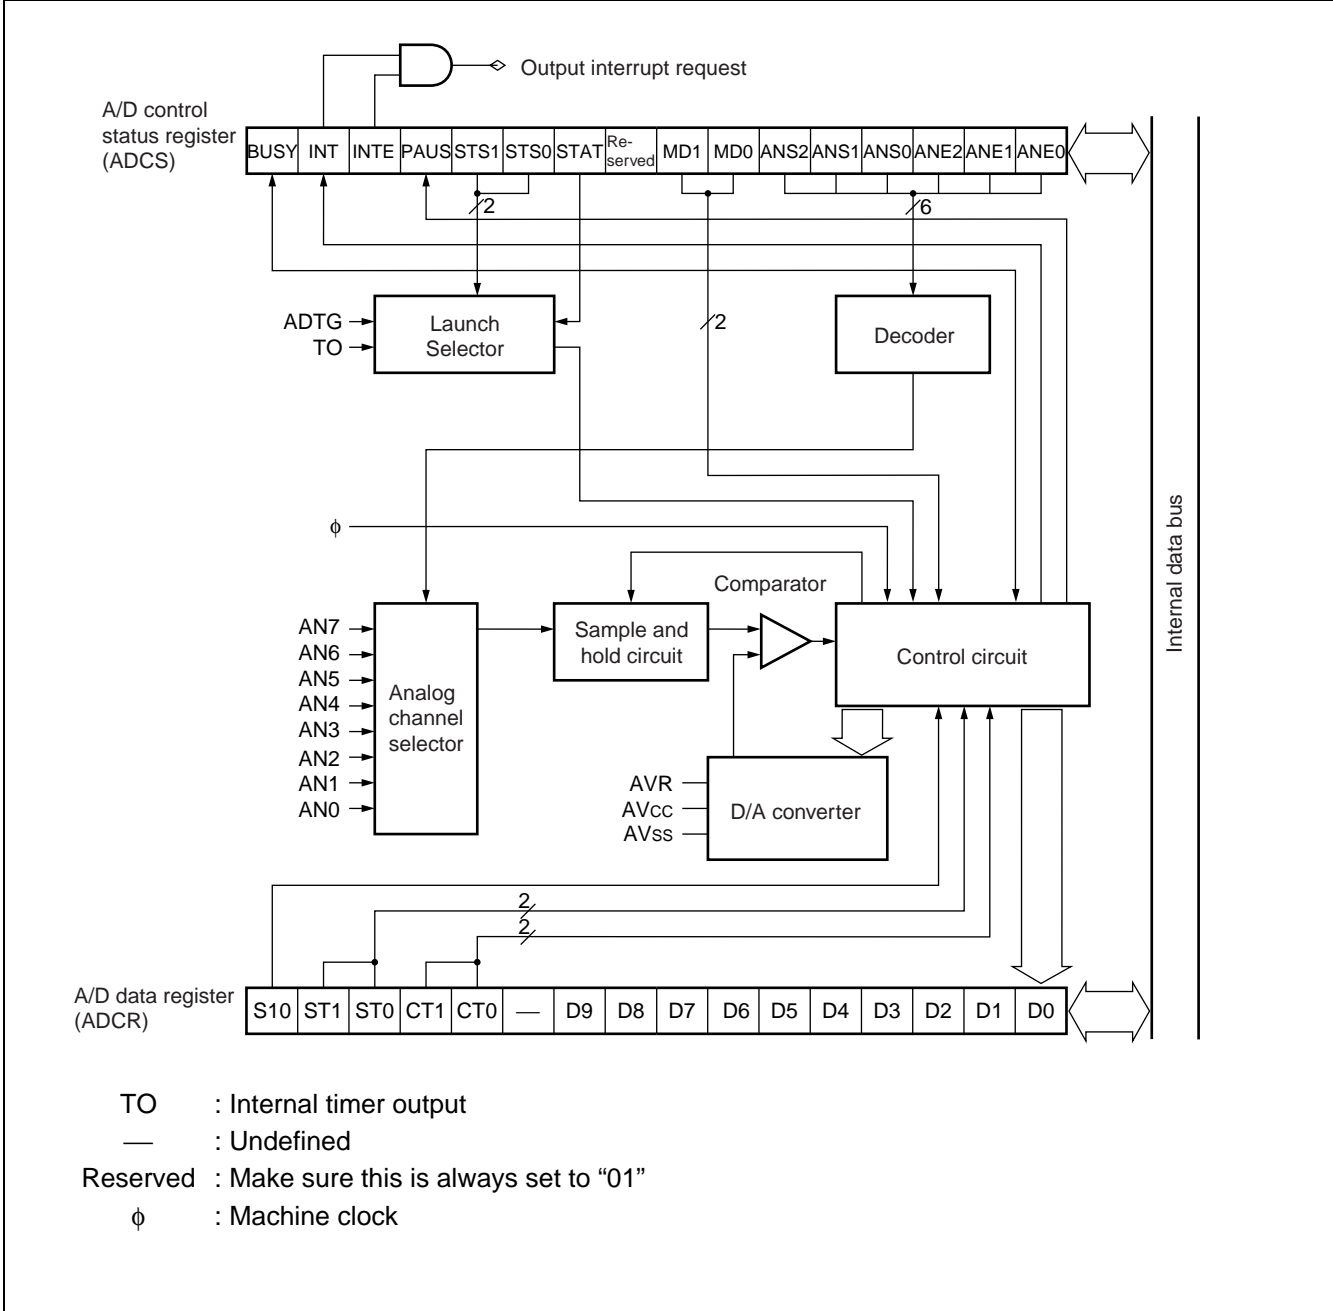 Output interrupt request
A/D control
status register
(ADCS)
BUSY INT INTE PAUS STS1 STS0 STAT Re-served MD1 MD0 ANS2 ANS1 ANS0 ANE2 ANE1 ANE0
2
6
ADTG
TO
Launch
Selector
2
Decoder
Internal data bus
ϕ
Comparator
AN7
AN6
AN5
AN4
AN3
AN2
AN1
AN0
Analog
channel
selector
Sample and
hold circuit
Control circuit
AVR
AVcc
AVss
D/A converter
2
2
A/D data register
(ADCR)
S10 ST1 ST0 CT1 CT0 — D9 D8 D7 D6 D5 D4 D3 D2 D1 D0
TO : Internal timer output
— : Undefined
Reserved : Make sure this is always set to “01”
ϕ : Machine clock